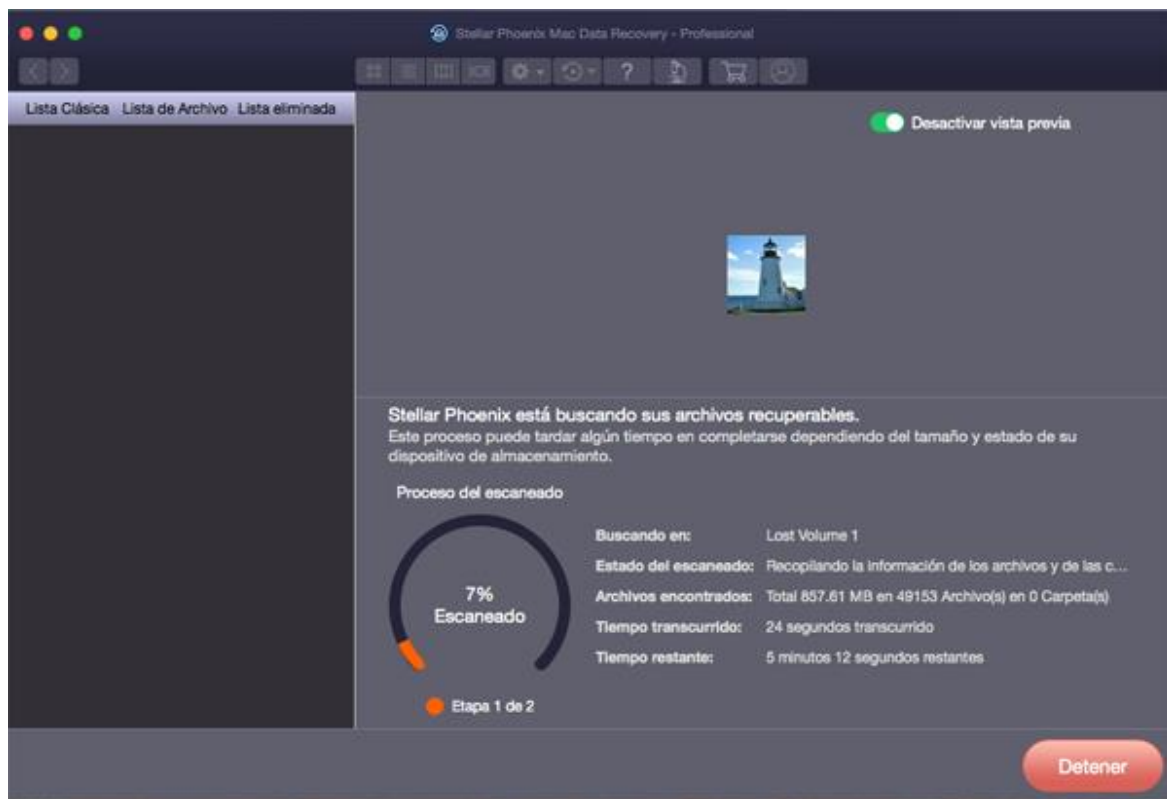 Stellar Phoenix Mac Data Recovery - Professional
?
Lista Clásica Lista de Archivo Lista eliminada
Desactivar vista previa
Stellar Phoenix está buscando sus archivos recuperables.
Este proceso puede tardar algún tiempo en completarse dependiendo del tamaño y estado de su
dispositivo de almacenamiento.
Proceso del escaneado
7%
Escaneado
Buscando en: Lost Volume 1
Estado del escaneado: Recopilando la información de los archivos y de las c...
Archivos encontrados: Total 857.61 MB en 49153 Archivo(s) en 0 Carpeta(s)
Tiempo transcurrido: 24 segundos transcurrido
Tiempo restante: 5 minutos 12 segundos restantes
Etapa 1 de 2
Detener